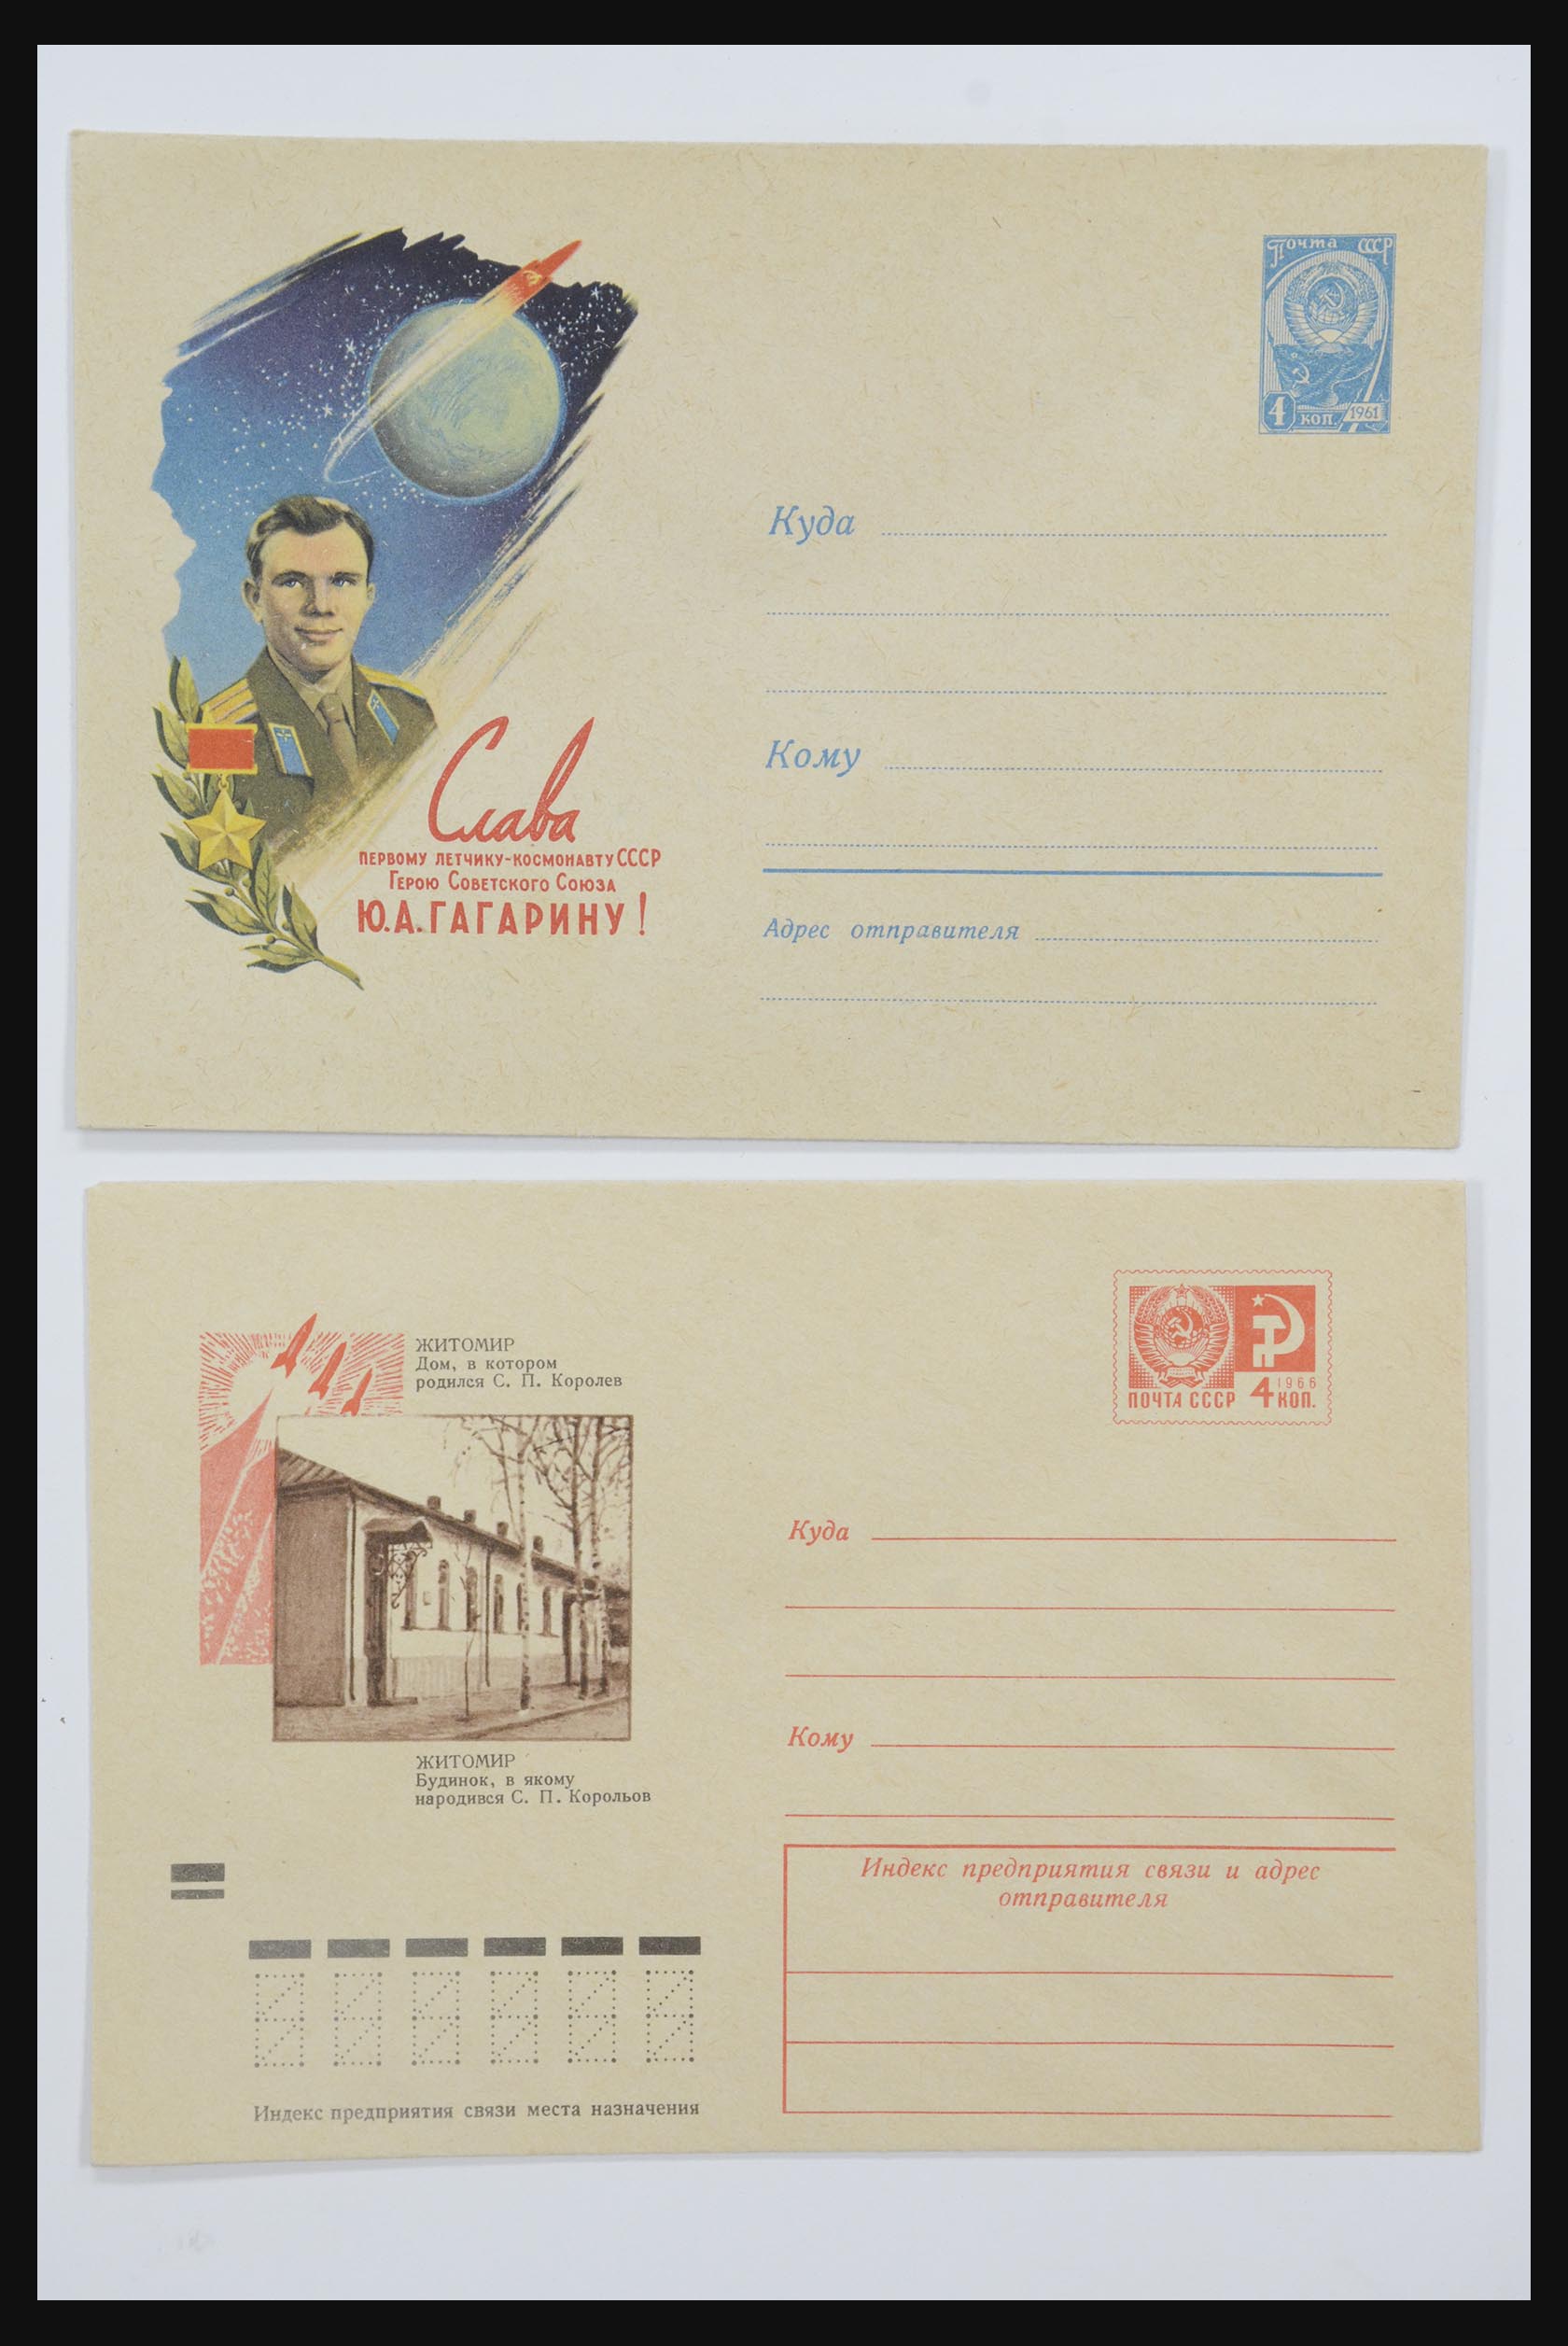 Почта СССР
4 коп. 1961
Слава
ПЕРВОМУ ЛЕТЧИКУ-КОСМОНАВТУ СССР
ГЕРОЮ СОВЕТСКОГО СОЮЗА
Ю.А.ГАГАРИНУ!
Куда
Кому
Адрес отправителя
ЖИТОМИР
Дом, в котором
родился С. П. Королев
ЖИТОМИР
Будинок, в якому
народився С. П. Корольов
1966
ПОЧТА СССР 4 КОП.
Куда
Кому
Индекс предприятия связи и адрес
отправителя
Индекс предприятия связи места назначения